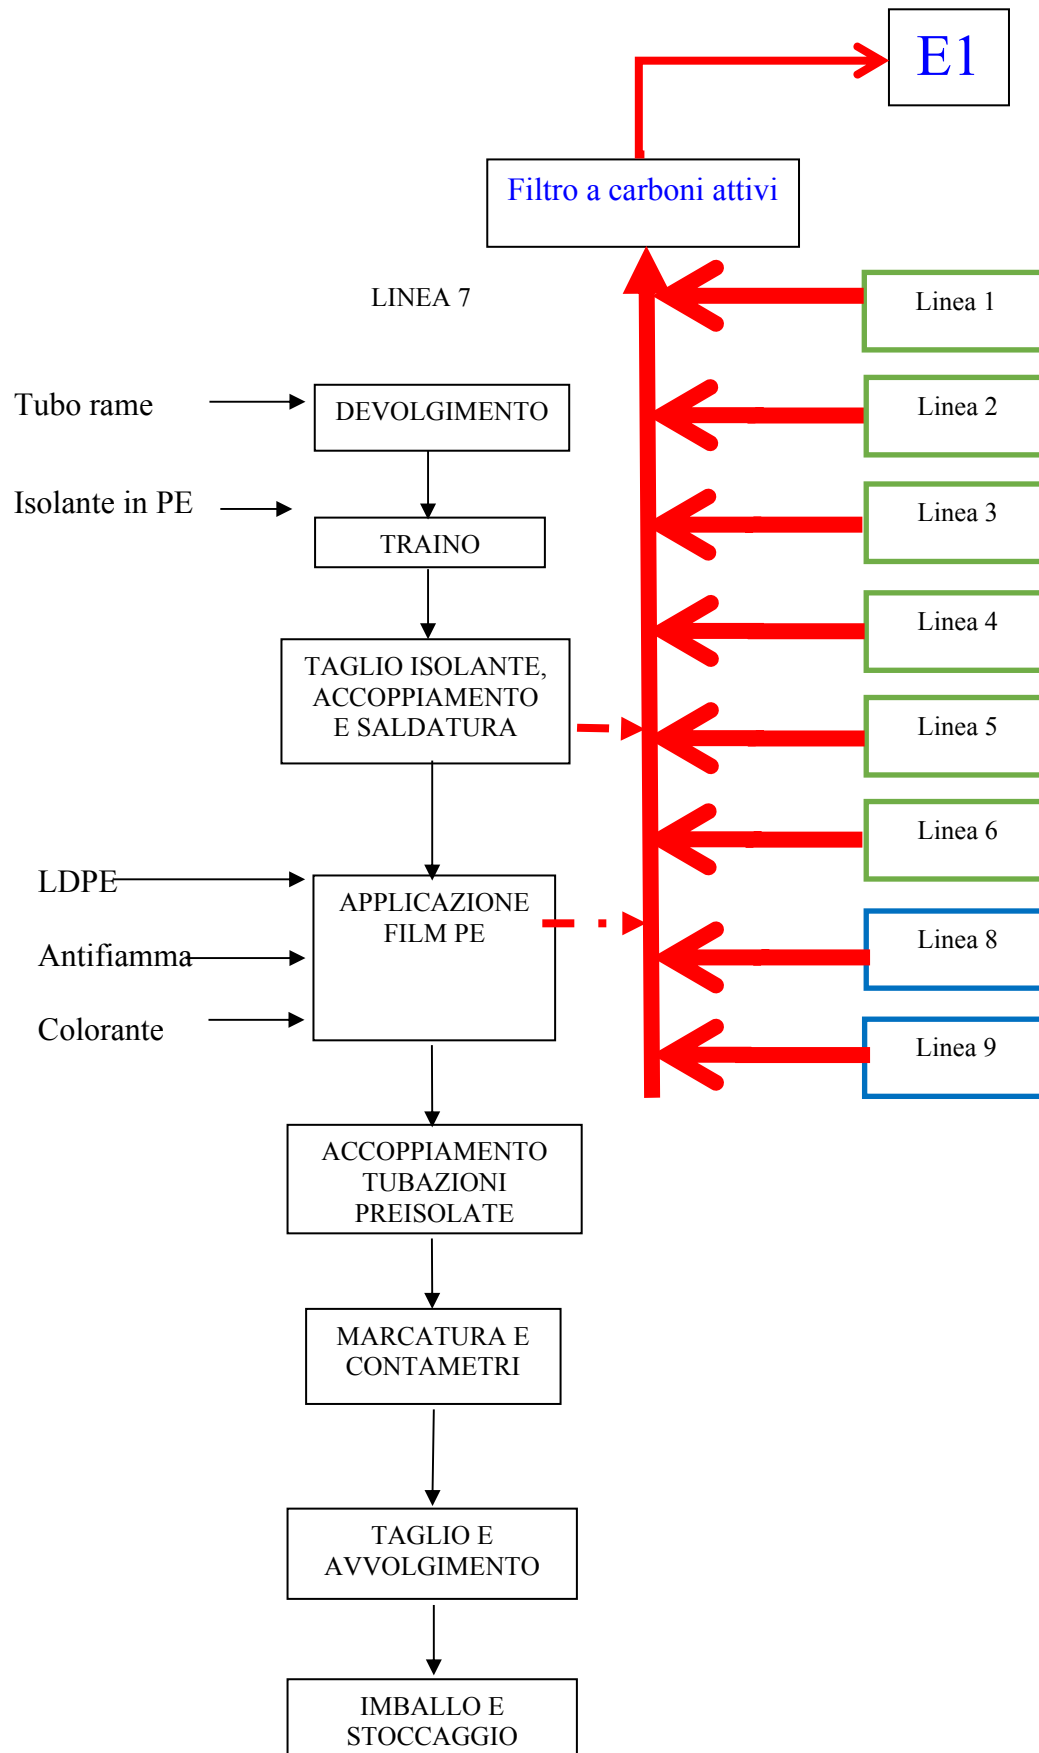 E1
Filtro a carboni attivi
LINEA 7
Linea 1
Linea 2
Linea 3
Linea 4
Linea 5
Linea 6
Linea 8
Linea 9
Tubo rame
DEVOLGIMENTO
Isolante in PE
TRAINO
TAGLIO ISOLANTE,
ACCOPPIAMENTO
E SALDATURA
LDPE
Antifiamma
Colorante
APPLICAZIONE
FILM PE
ACCOPPIAMENTO
TUBAZIONI
PREISOLATE
MARCATURA E
CONTAMETRI
TAGLIO E
AVVOLGIMENTO
IMBALLO E
STOCCAGGIO